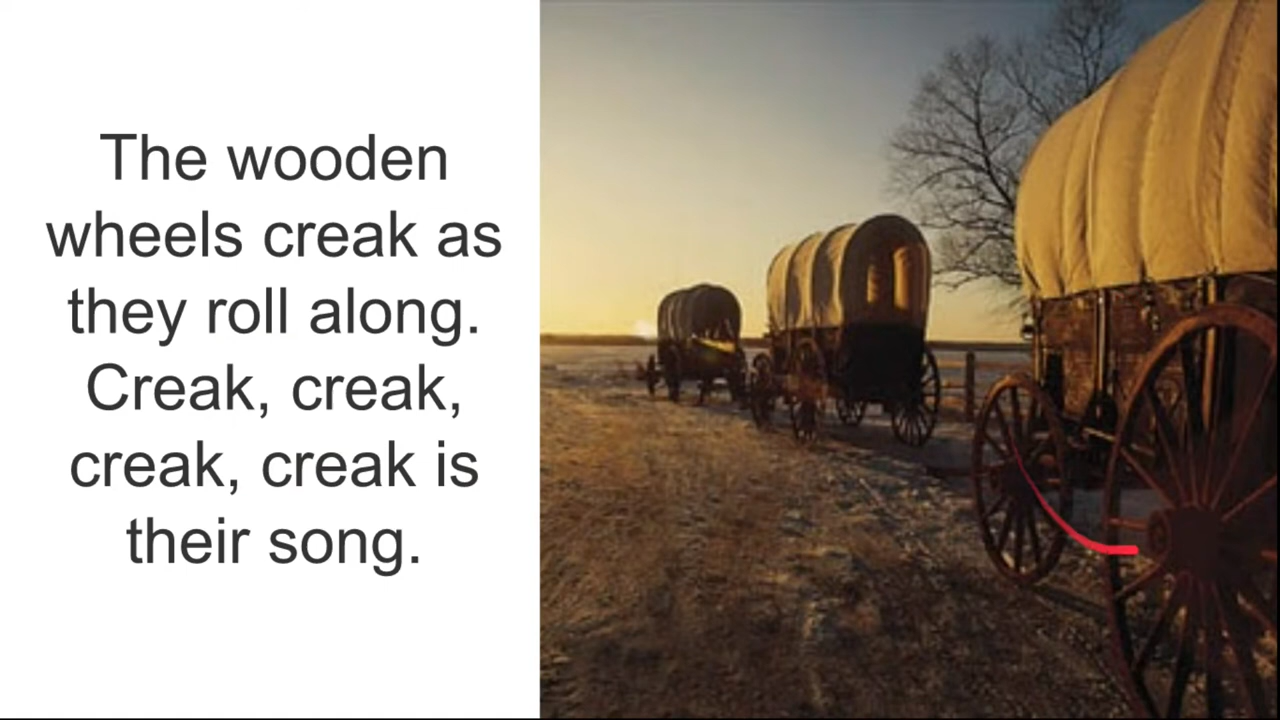 The wooden
wheels creak as
they roll along.
Creak, creak,
creak, creak is
their song.